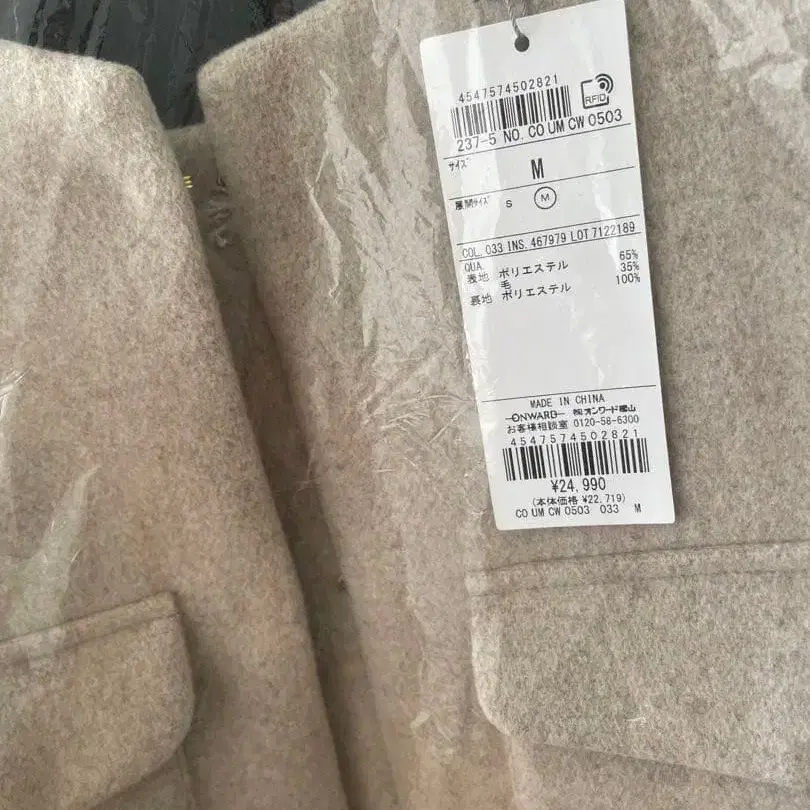 4547574502821
RFID
237-5 NO. CO UM CW 0503
サイズ M
展開サイズ S M
COL. 033 INS. 467979 LOT 7122189
QUA.
表地 ポリエステル 65%
毛 35%
裏地 ポリエステル 100%
MADE IN CHINA
ONWARD ㈱オンワード樫山
お客様相談室 0120-58-6300
4547574502821
¥24,990
(本体価格 ¥22,719)
CO UM CW 0503 033 M